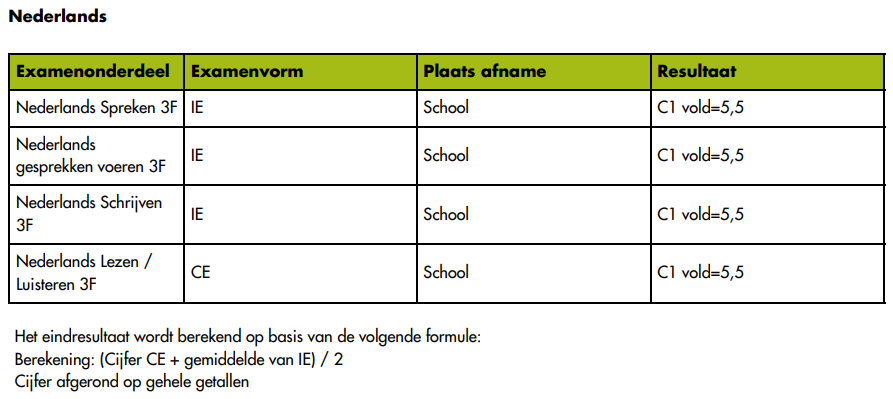 Nederlands
Examenonderdeel Examenvorm Plaats afname Resultaat
Nederlands Spreken 3F IE School C1 vold=5,5
Nederlands
gesprekken voeren 3F IE School C1 vold=5,5
Nederlands Schrijven
3F IE School C1 vold=5,5
Nederlands Lezen /
Luisteren 3F CE School C1 vold=5,5
Het eindresultaat wordt berekend op basis van de volgende formule:
Berekening: (Cijfer CE + gemiddelde van IE) / 2
Cijfer afgerond op gehele getallen